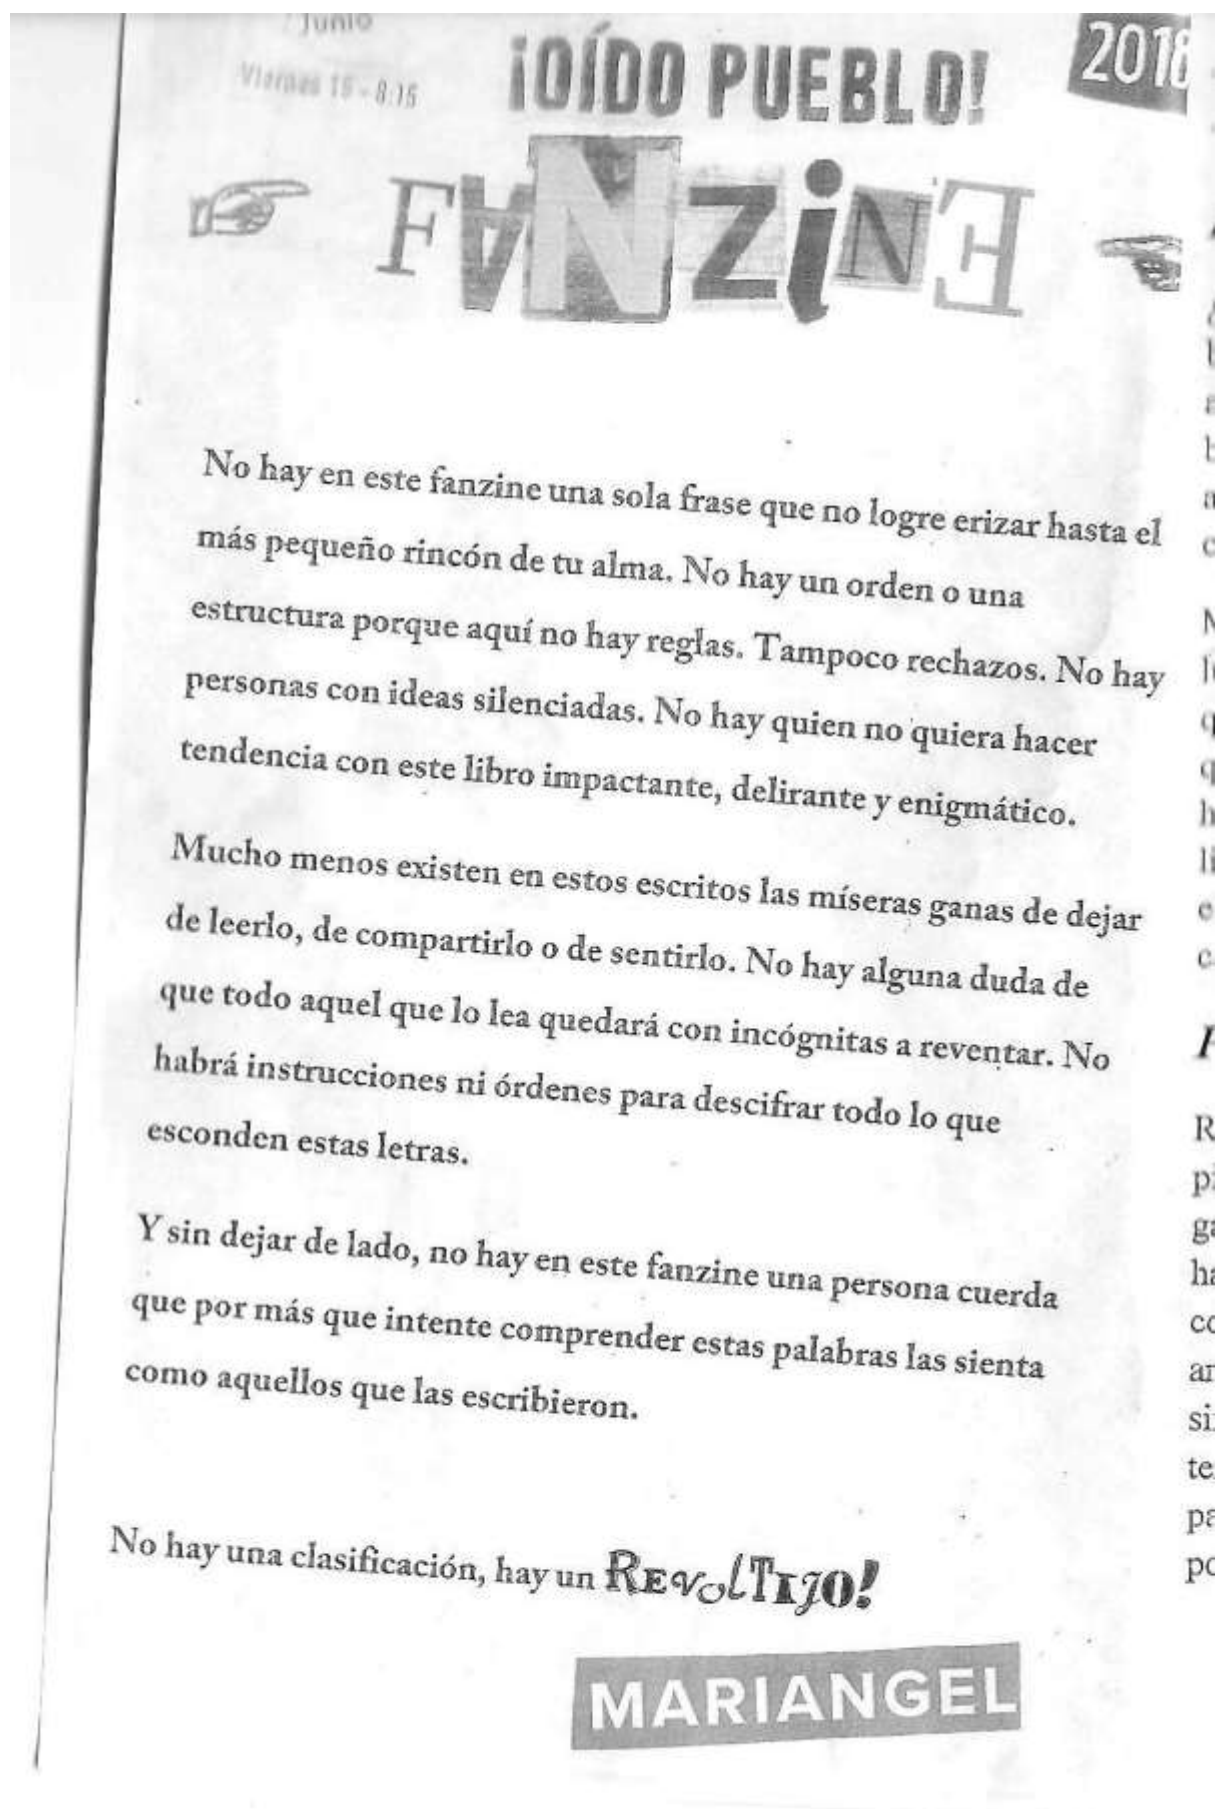 Junio
Viernes 15 - 8:15
¡OÍDO PUEBLO!
2018
FANZiNE
No hay en este fanzine una sola frase que no logre erizar hasta el
más pequeño rincón de tu alma. No hay un orden o una
estructura porque aquí no hay reglas. Tampoco rechazos. No hay
personas con ideas silenciadas. No hay quien no quiera hacer
tendencia con este libro impactante, delirante y enigmático.
Mucho menos existen en estos escritos las míseras ganas de dejar
de leerlo, de compartirlo o de sentirlo. No hay alguna duda de
que todo aquel que lo lea quedará con incógnitas a reventar. No
habrá instrucciones ni órdenes para descifrar todo lo que
esconden estas letras.
Y sin dejar de lado, no hay en este fanzine una persona cuerda
que por más que intente comprender estas palabras las sienta
como aquellos que las escribieron.
No hay una clasificación, hay un REVOLTIJO!
MARIANGEL